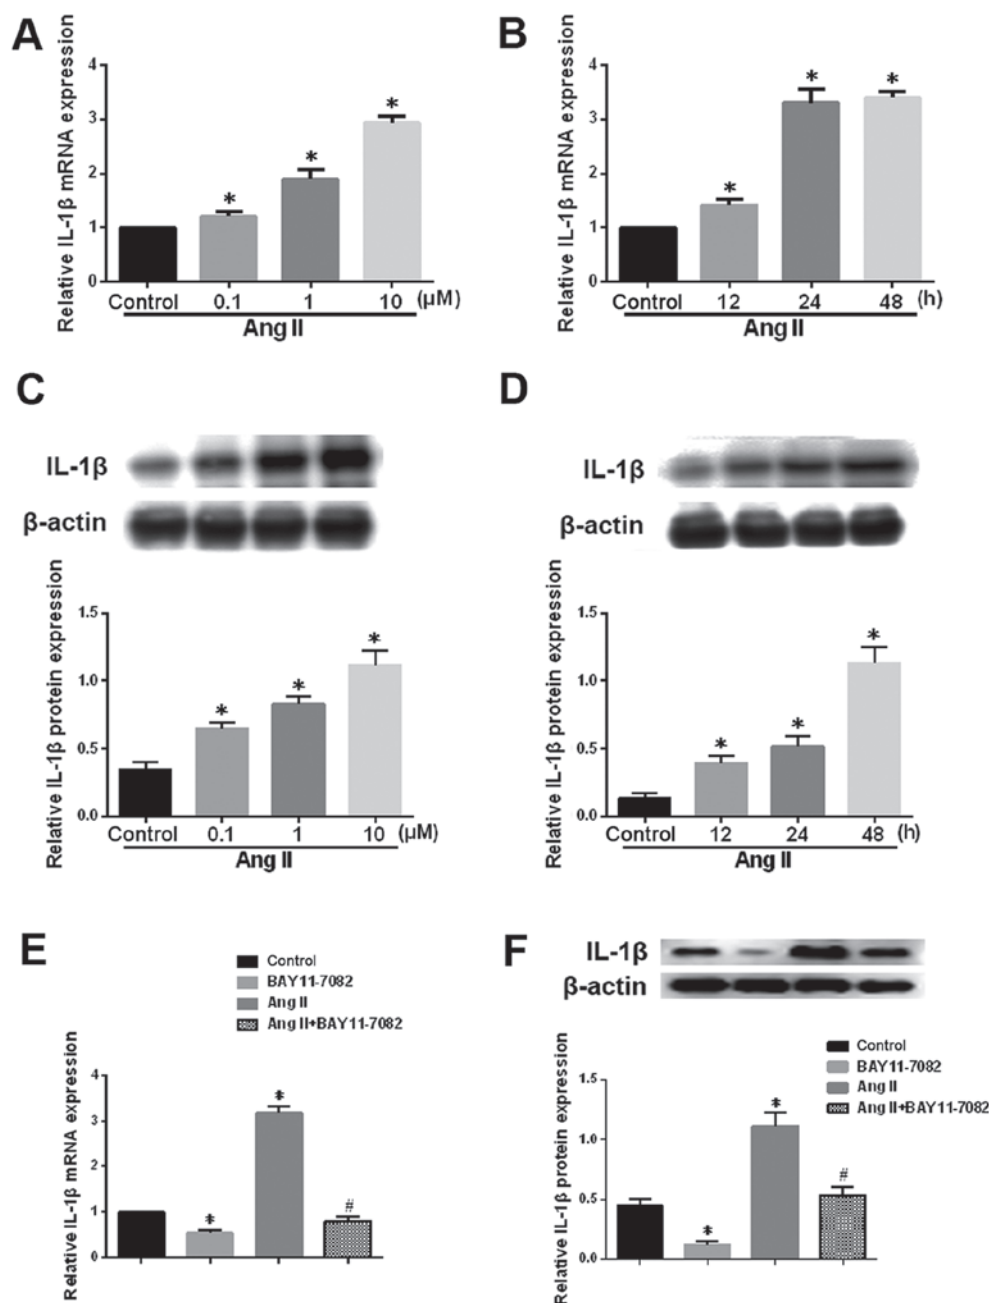 A
Relative IL-1β mRNA expression
4
3
2
1
0
*
*
*
Control 0.1 1 10 (μM)
Ang II
B
Relative IL-1β mRNA expression
4
3
2
1
0
*
*
*
Control 12 24 48 (h)
Ang II
C
IL-1β
β-actin
Relative IL-1β protein expression
1.5
1.0
0.5
0.0
*
*
*
Control 0.1 1 10 (μM)
Ang II
D
IL-1β
β-actin
Relative IL-1β protein expression
1.5
1.0
0.5
0.0
*
*
*
Control 12 24 48 (h)
Ang II
E
Control
BAY11-7082
Ang II
Ang II+BAY11-7082
Relative IL-1β mRNA expression
4
3
2
1
0
*
*
#
F
IL-1β
β-actin
Control
BAY11-7082
Ang II
Ang II+BAY11-7082
Relative IL-1β protein expression
1.5
1.0
0.5
0.0
*
*
#